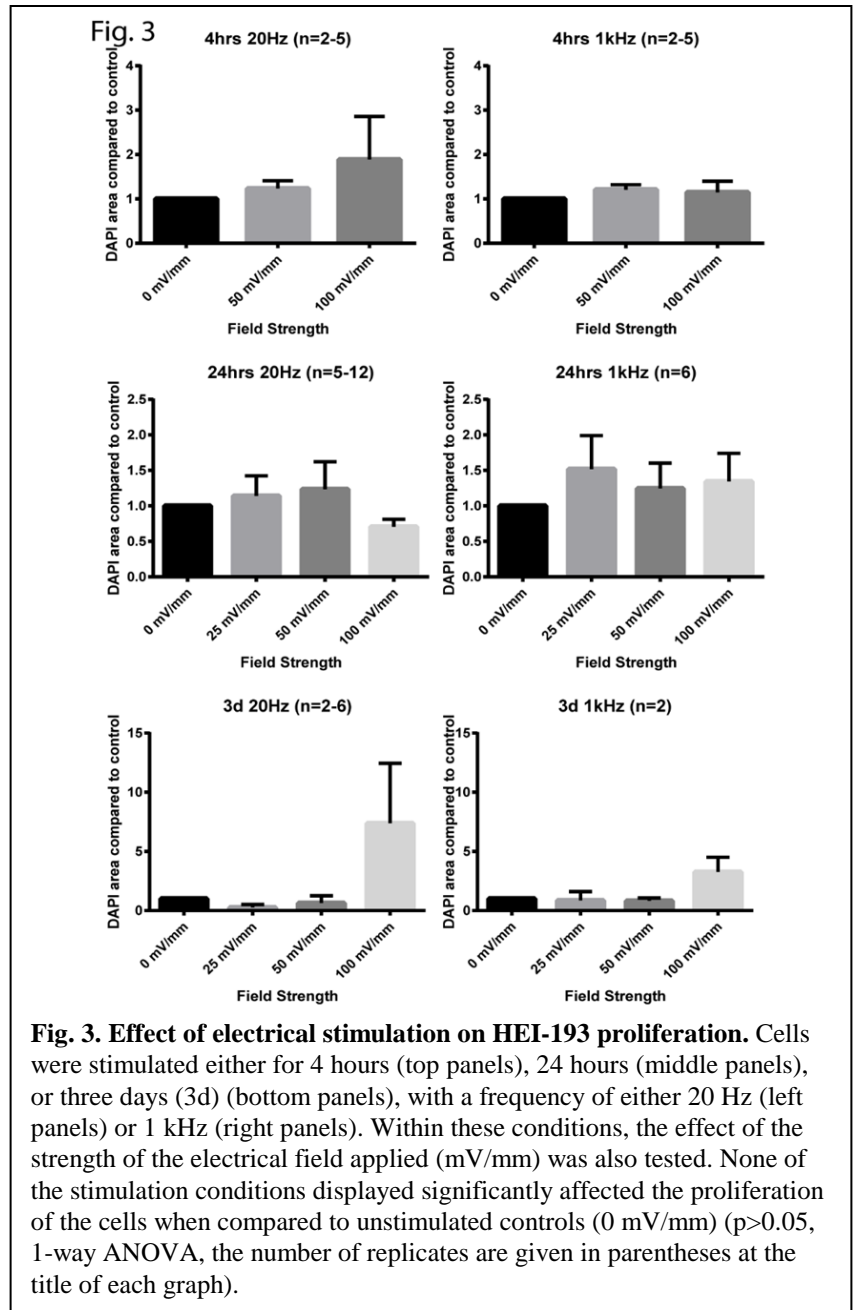 Fig. 3
4hrs 20Hz (n=2-5)
DAPI area compared to control
4
3
2
1
0
0 mV/mm
50 mV/mm
100 mV/mm
Field Strength
4hrs 1kHz (n=2-5)
DAPI area compared to control
4
3
2
1
0
0 mV/mm
50 mV/mm
100 mV/mm
Field Strength
24hrs 20Hz (n=5-12)
DAPI area compared to control
2.5
2.0
1.5
1.0
0.5
0.0
0 mV/mm
25 mV/mm
50 mV/mm
100 mV/mm
Field Strength
24hrs 1kHz (n=6)
DAPI area compared to control
2.5
2.0
1.5
1.0
0.5
0.0
0 mV/mm
25 mV/mm
50 mV/mm
100 mV/mm
Field Strength
3d 20Hz (n=2-6)
DAPI area compared to control
15
10
5
0
0 mV/mm
25 mV/mm
50 mV/mm
100 mV/mm
Field Strength
3d 1kHz (n=2)
DAPI area compared to control
15
10
5
0
0 mV/mm
25 mV/mm
50 mV/mm
100 mV/mm
Field Strength
Fig. 3. Effect of electrical stimulation on HEI-193 proliferation. Cells
were stimulated either for 4 hours (top panels), 24 hours (middle panels),
or three days (3d) (bottom panels), with a frequency of either 20 Hz (left
panels) or 1 kHz (right panels). Within these conditions, the effect of the
strength of the electrical field applied (mV/mm) was also tested. None of
the stimulation conditions displayed significantly affected the proliferation
of the cells when compared to unstimulated controls (0 mV/mm) (p>0.05,
1-way ANOVA, the number of replicates are given in parentheses at the
title of each graph).